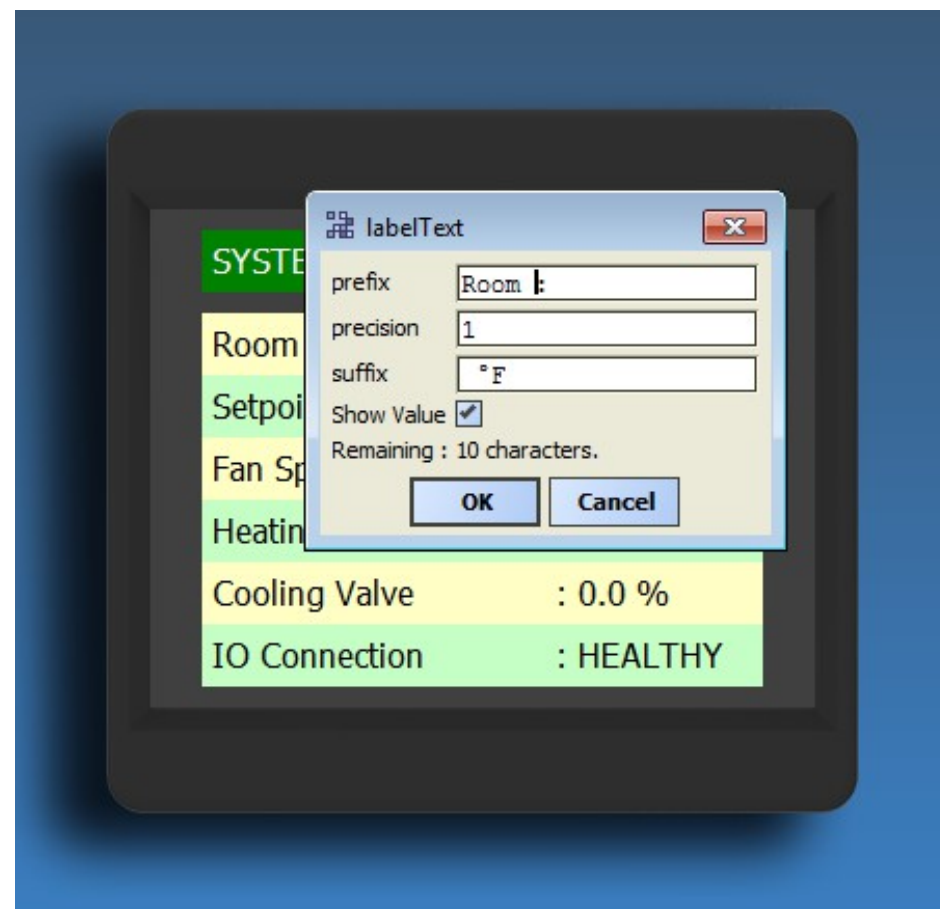 labelText
SYSTE
prefix Room :
precision 1
suffix °F
Show Value
Remaining : 10 characters.
OK Cancel
Room
Setpoi
Fan Sp
Heatin
Cooling Valve : 0.0 %
IO Connection : HEALTHY